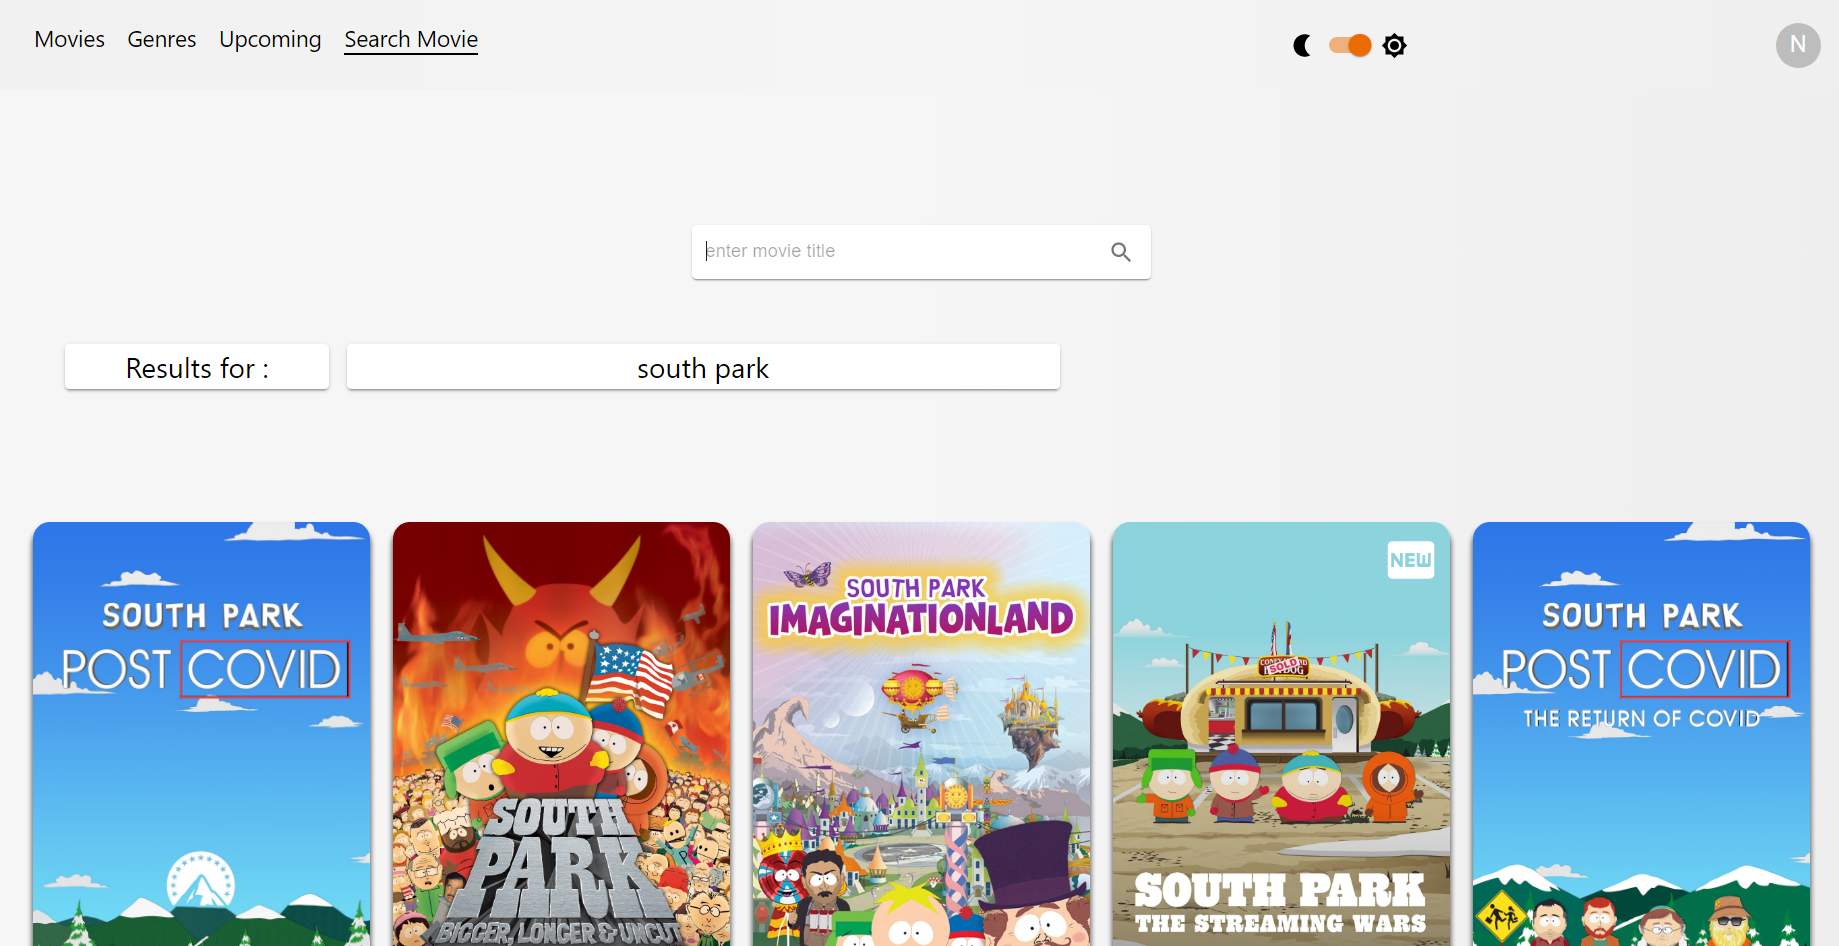 Movies Genres Upcoming Search Movie
N
enter movie title
Results for :
south park
SOUTH PARK
POST COVID
SOUTH
PARK
BIGGER, LONGER & UNCUT
SOUTH PARK
IMAGINATIONLAND
NEW
SOLD
SOUTH PARK
THE STREAMING WARS
SOUTH PARK
POST COVID
THE RETURN OF COVID